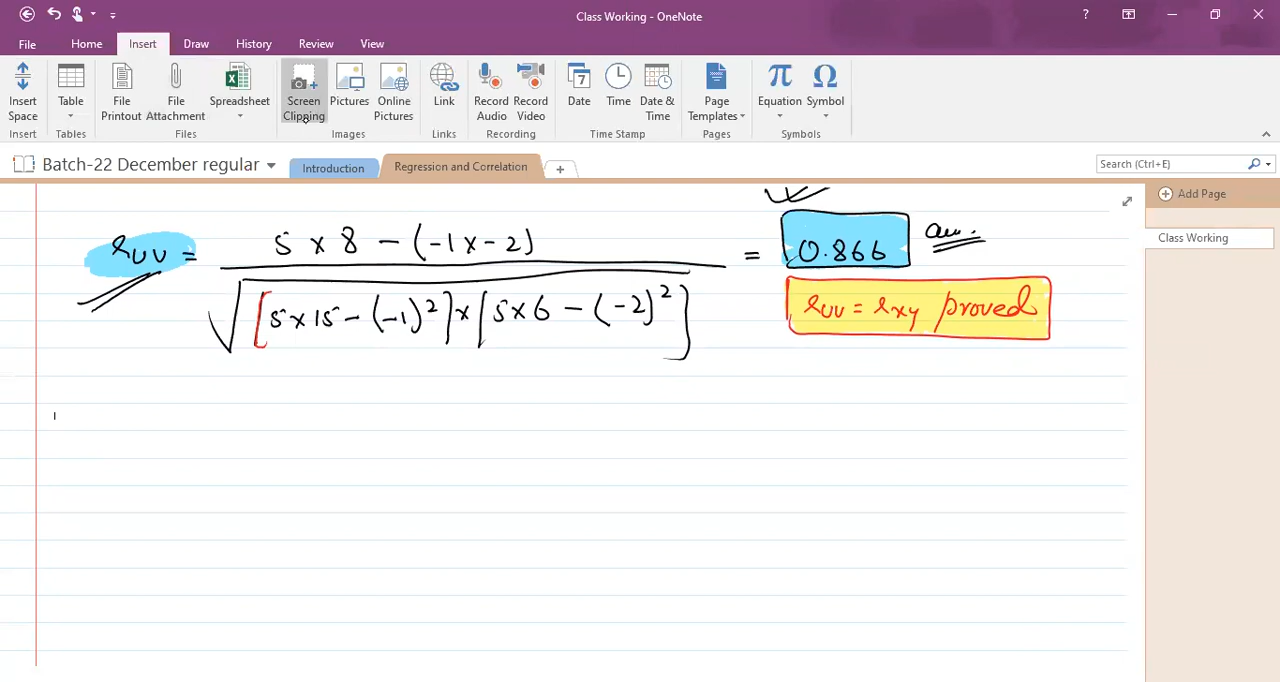 Class Working - OneNote
?
File Home Insert Draw History Review View
Insert Space
Table
File Printout
File Attachment
Spreadsheet
Screen Clipping
Pictures
Online Pictures
Link
Record Audio
Record Video
Date
Time
Date & Time
Page Templates
π Equation
Ω Symbol
Insert Tables Files Images Links Recording Time Stamp Pages Symbols
Batch-22 December regular
Introduction
Regression and Correlation
+
Search (Ctrl+E)
Add Page
Class Working
r_uv = (5 x 8 - (-1 x -2)) / √([5 x 15 - (-1)²] x [5 x 6 - (-2)²]) = 0.866 ans.
r_uv = r_xy proved